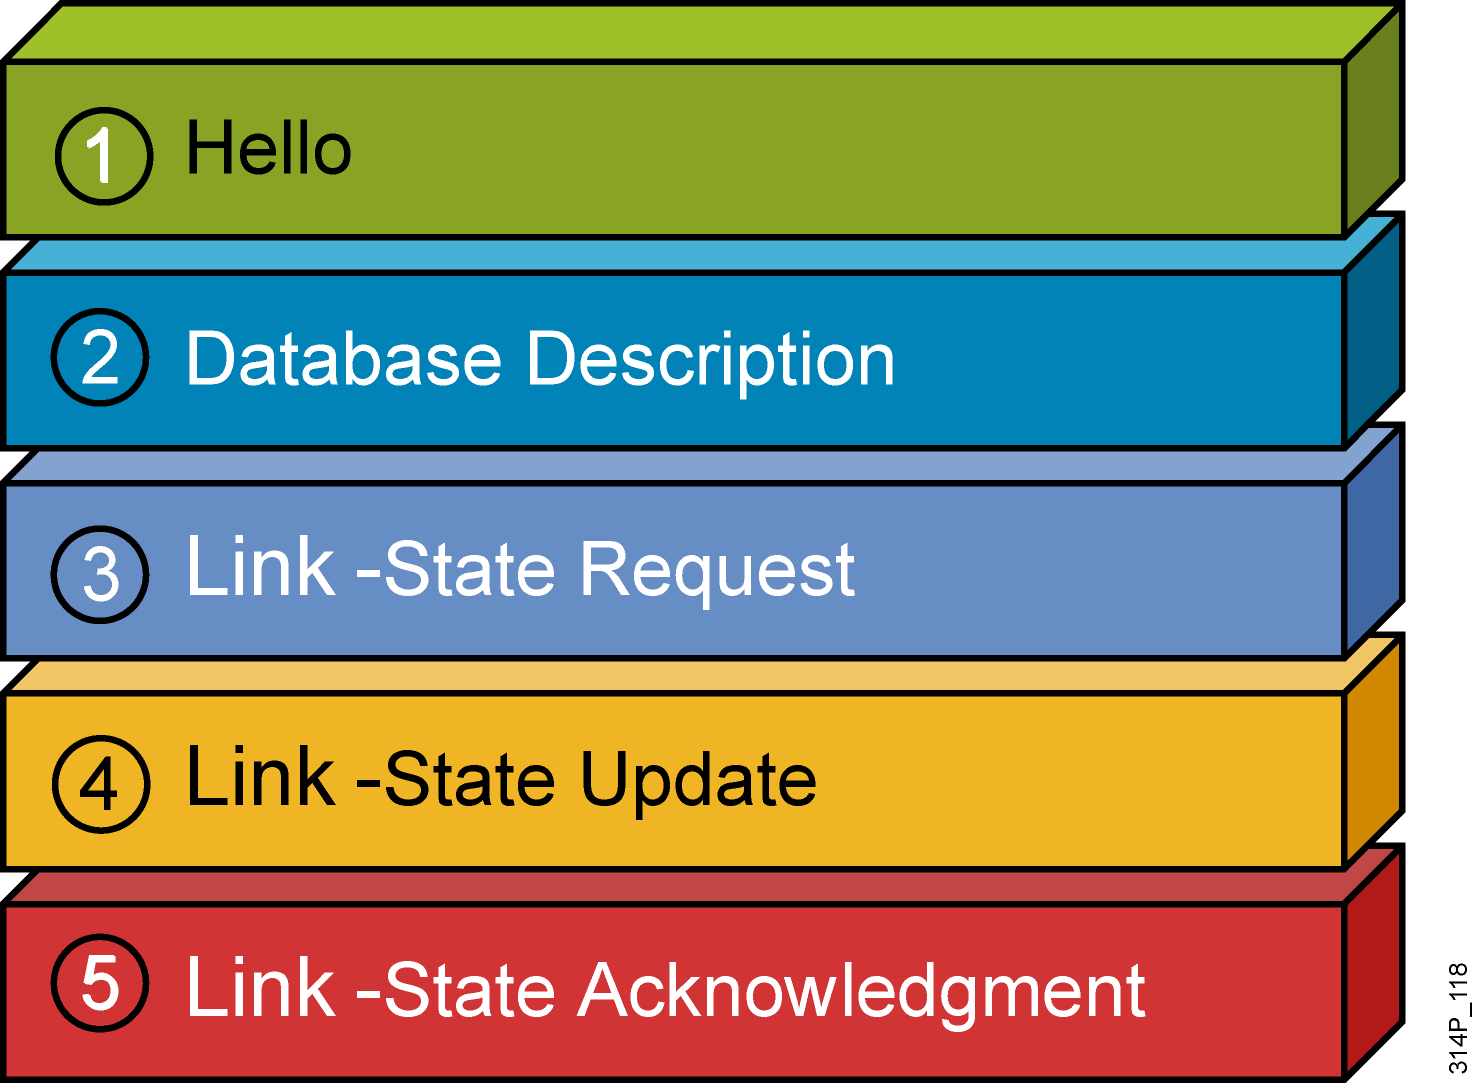 1 Hello
2 Database Description
3 Link -State Request
4 Link -State Update
5 Link -State Acknowledgment
314P_118